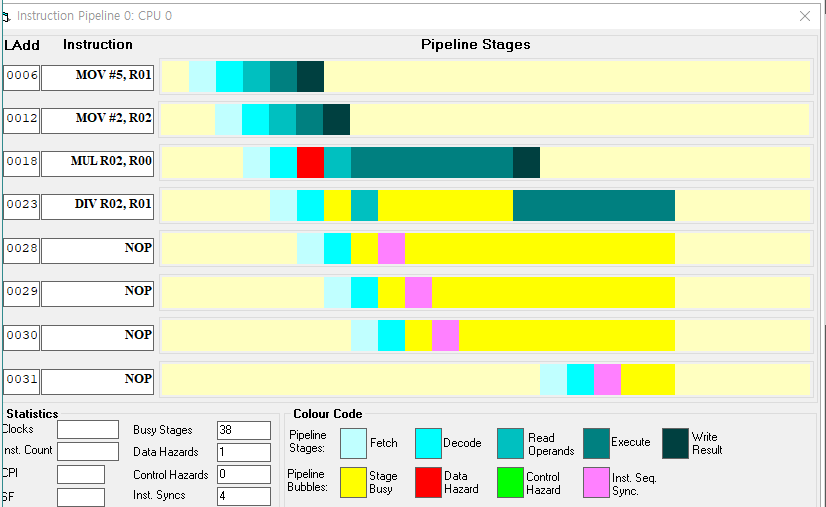 Instruction Pipeline 0: CPU 0
LAdd Instruction Pipeline Stages
0006 MOV #5, R01
0012 MOV #2, R02
0018 MUL R02, R00
0023 DIV R02, R01
0028 NOP
0029 NOP
0030 NOP
0031 NOP
Statistics
Clocks
Inst. Count
CPI
SF
Busy Stages 38
Data Hazards 1
Control Hazards 0
Inst. Syncs 4
Colour Code
Pipeline Stages:
Fetch
Decode
Read Operands
Execute
Write Result
Pipeline Bubbles:
Stage Busy
Data Hazard
Control Hazard
Inst. Seq. Sync.